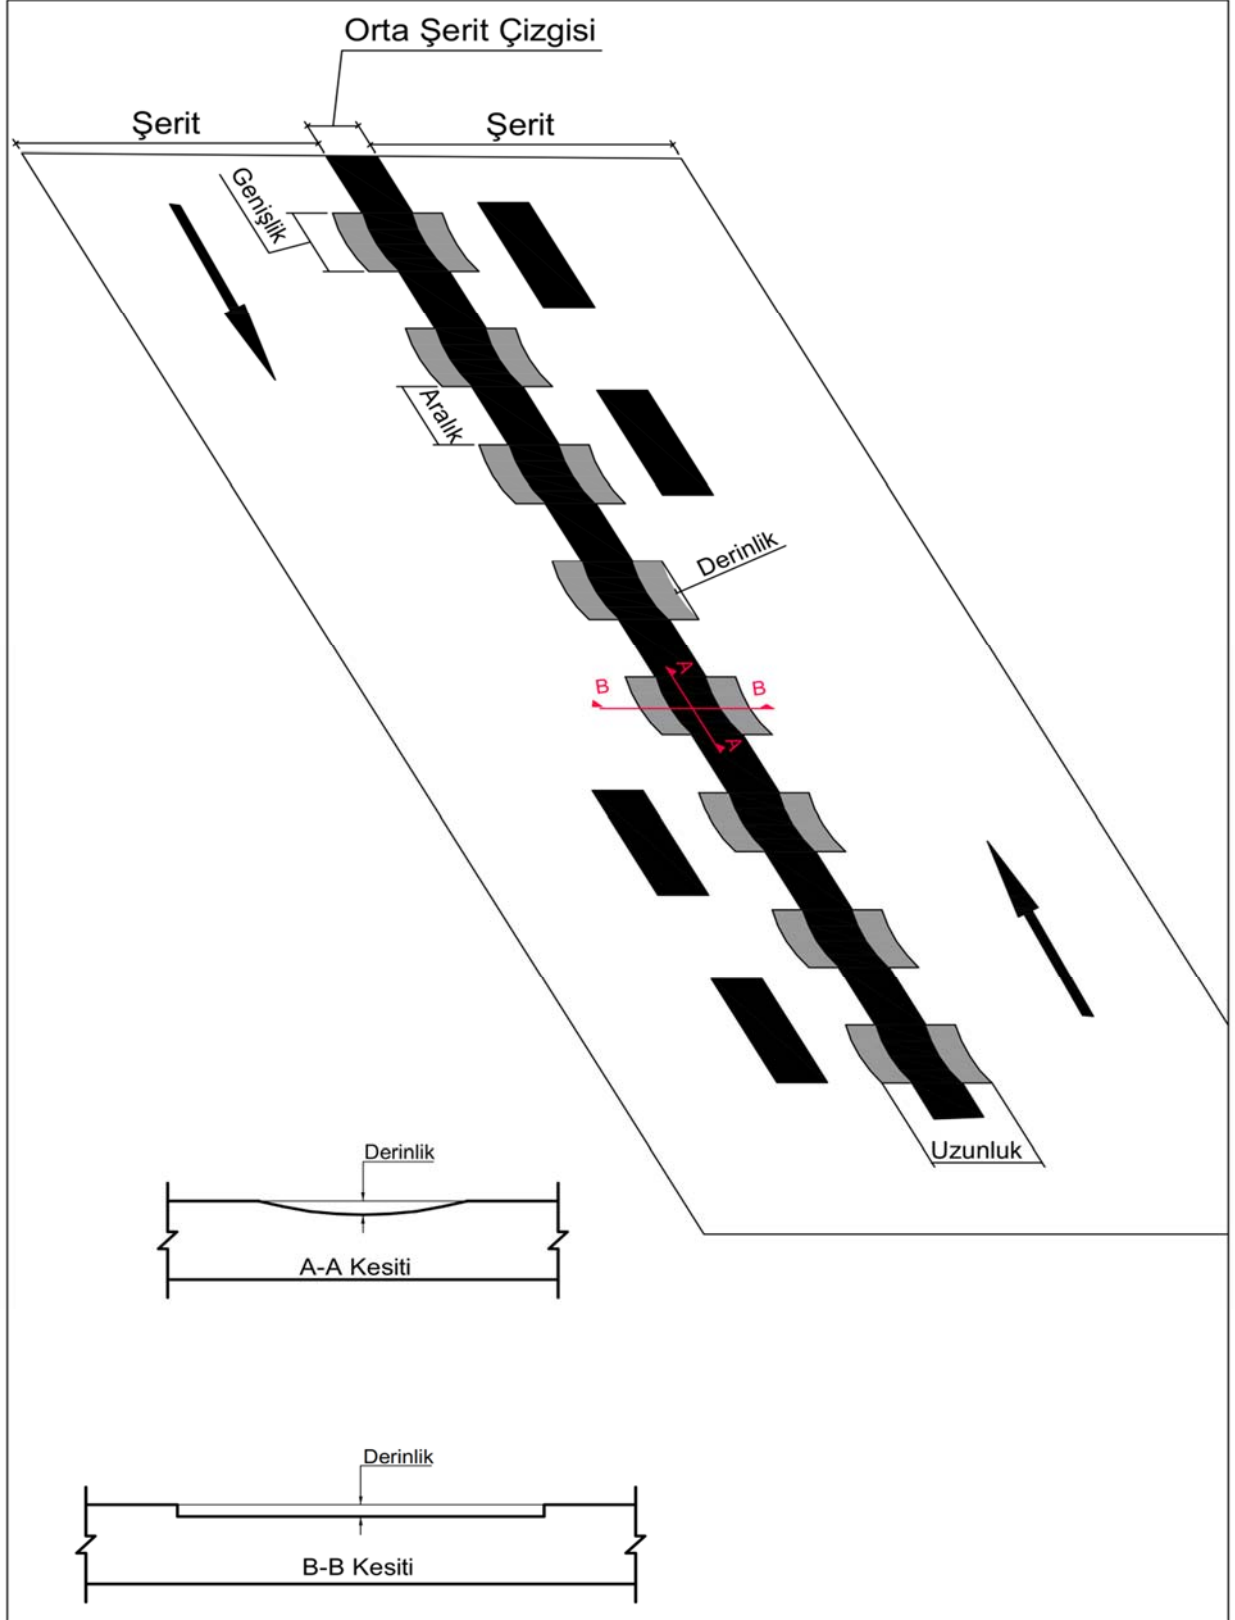 Orta Şerit Çizgisi
Şerit
Şerit
Genişlik
Aralık
Derinlik
A
B
B
A
Uzunluk
Derinlik
A-A Kesiti
Derinlik
B-B Kesiti